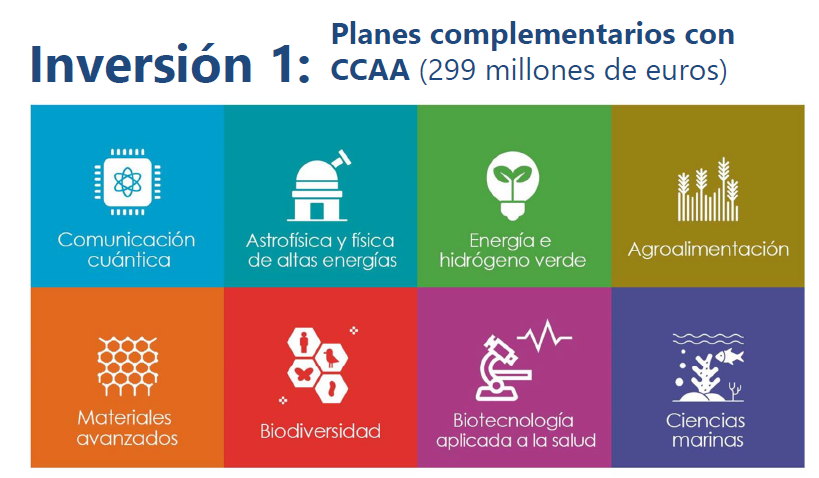 Inversión 1:
Planes complementarios con
CCAA (299 millones de euros)
Comunicación
cuántica
Astrofísica y física
de altas energías
Energía e
hidrógeno verde
Agroalimentación
Materiales
avanzados
Biodiversidad
Biotecnología
aplicada a la salud
Ciencias
marinas